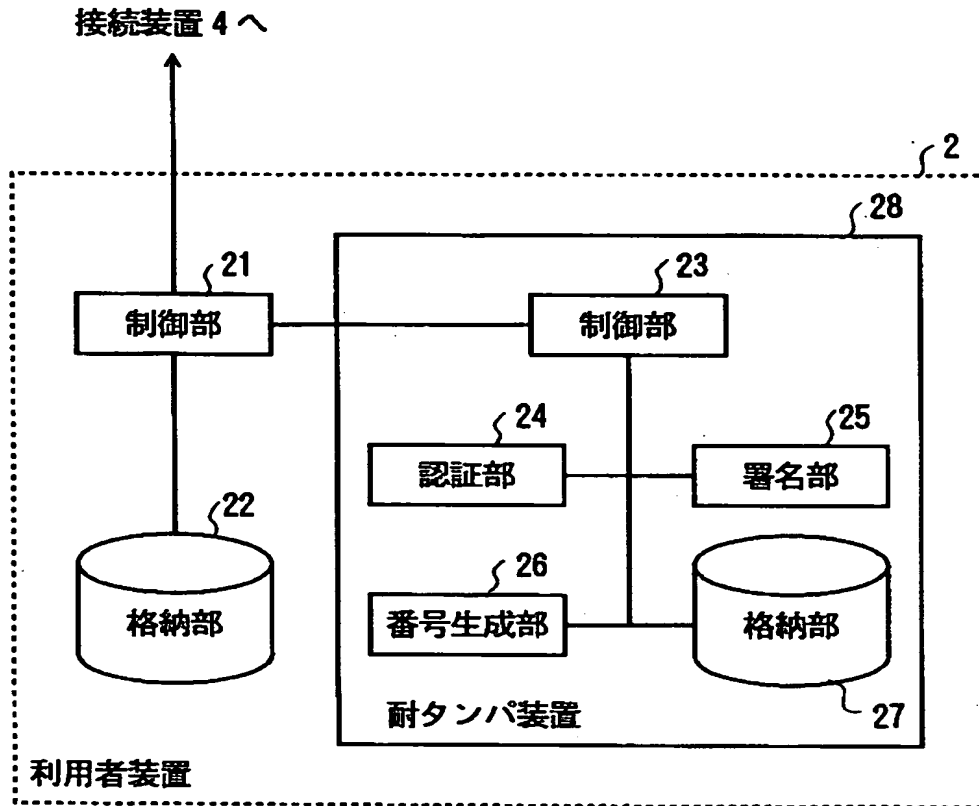 接続装置4へ
2
28
21
23
制御部
制御部
24
25
認証部
署名部
22
26
格納部
番号生成部
格納部
耐タンパ装置
27
利用者装置